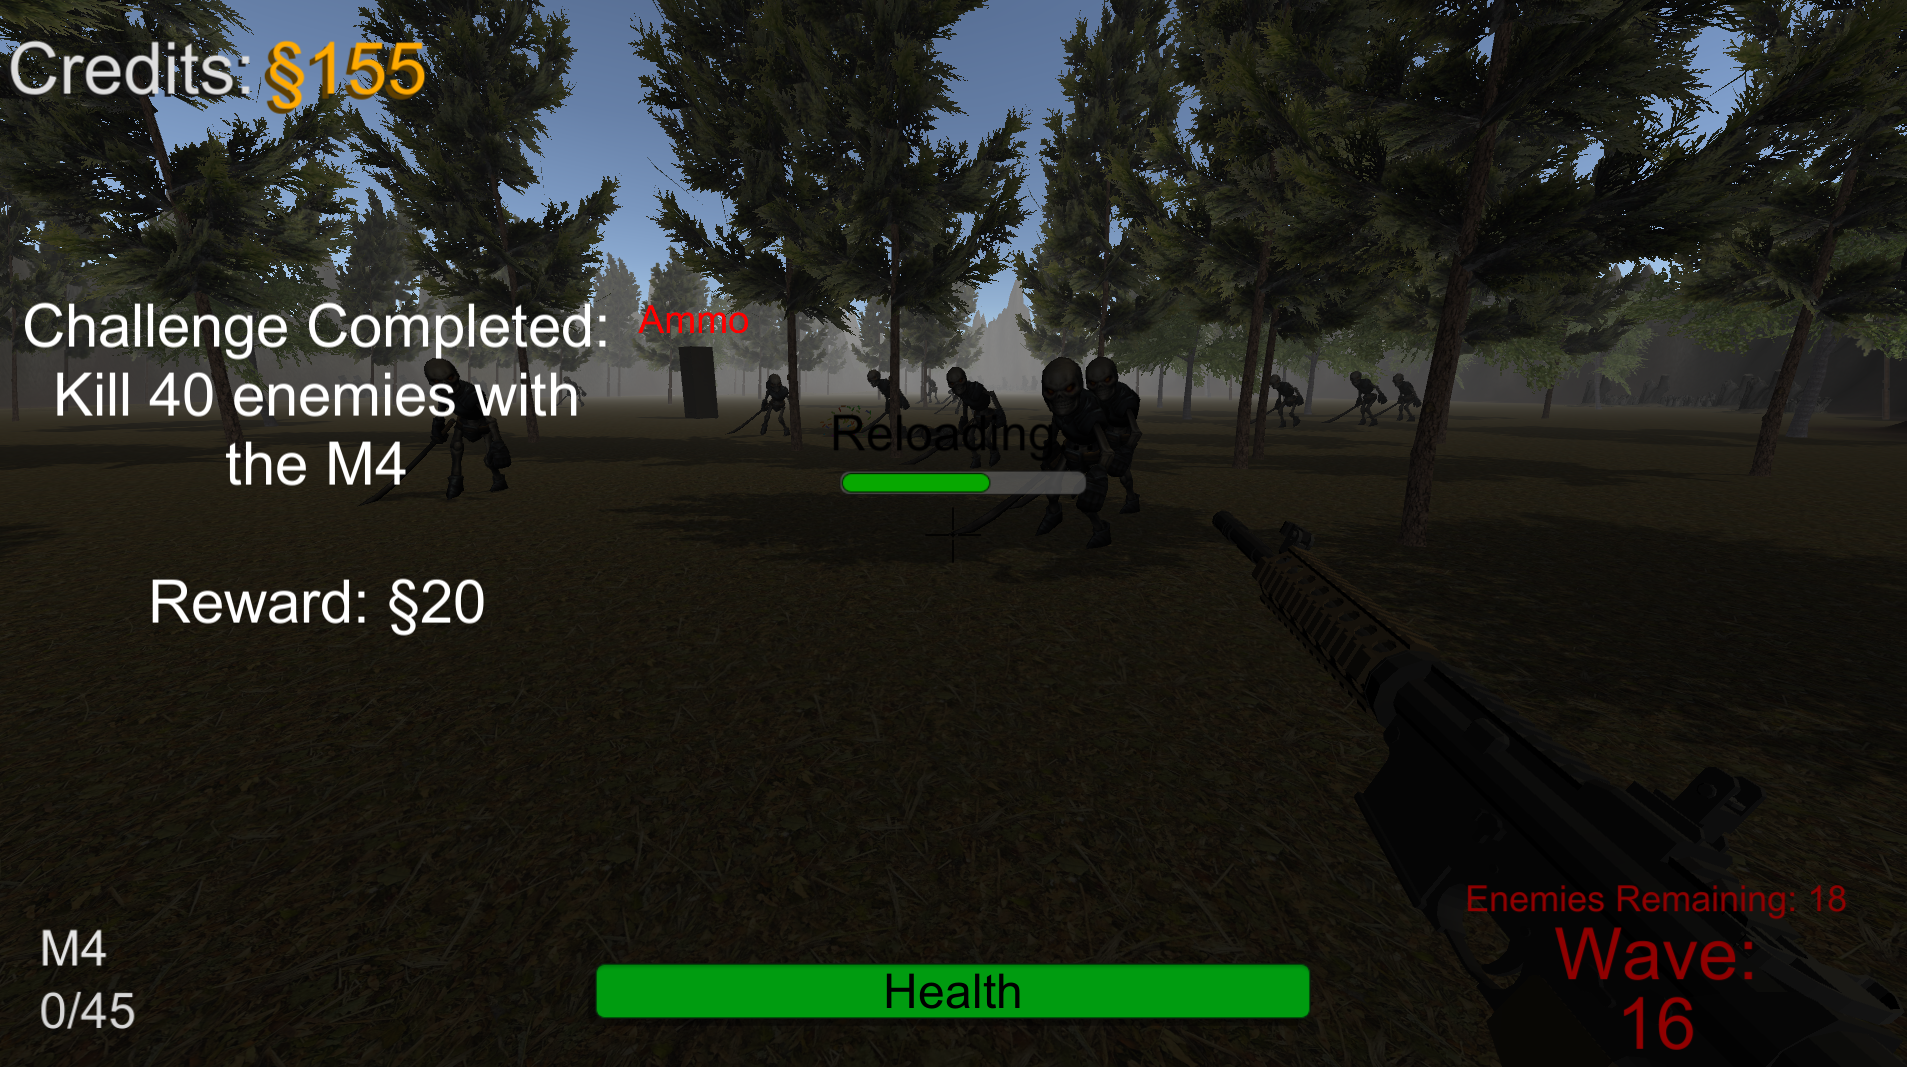 Credits: §155
Challenge Completed:
Kill 40 enemies with
the M4
Reward: §20
Ammo
Reloading
M4
0/45
Health
Enemies Remaining: 18
Wave:
16